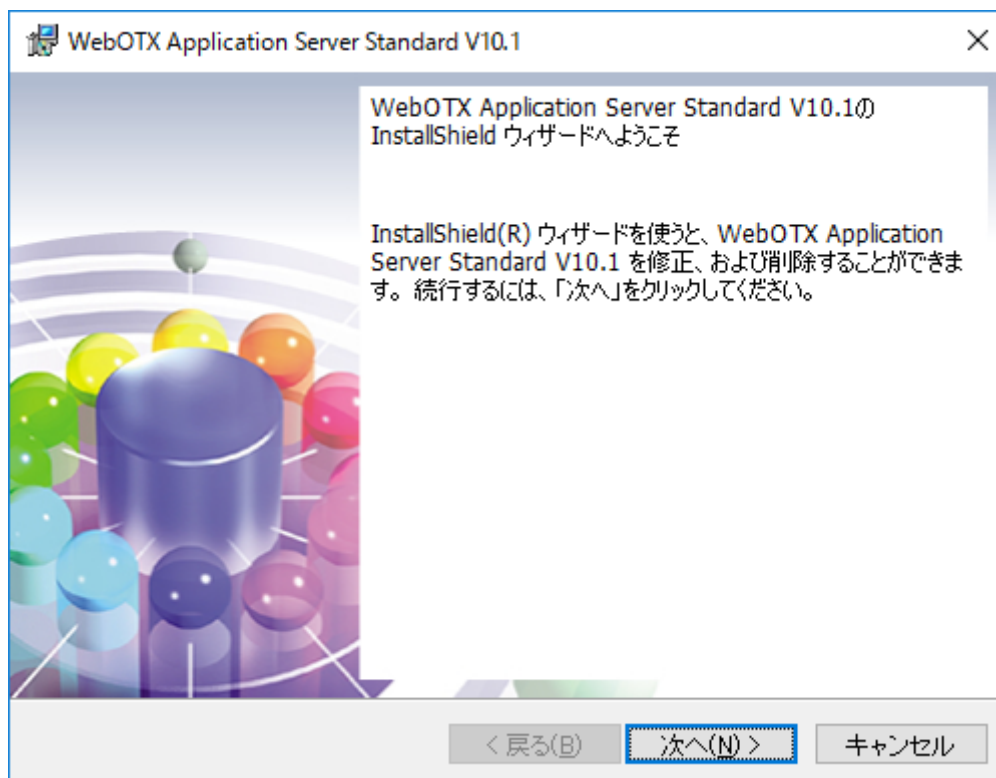 WebOTX Application Server Standard V10.1
WebOTX Application Server Standard V10.1の
InstallShield ウィザードへようこそ
InstallShield(R) ウィザードを使うと、WebOTX Application
Server Standard V10.1 を修正、および削除することができま
す。続行するには、「次へ」をクリックしてください。
< 戻る(B)
次へ(N) >
キャンセル